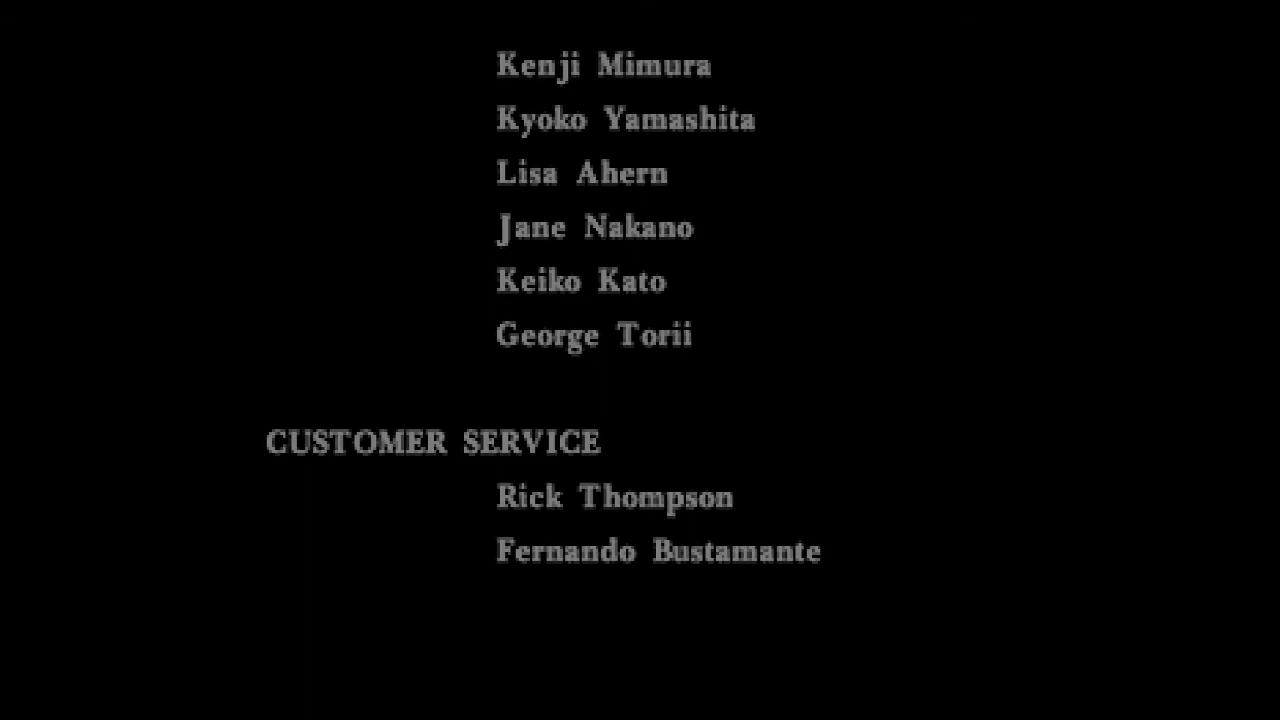 Kenji Mimura
Kyoko Yamashita
Lisa Ahern
Jane Nakano
Keiko Kato
George Torii
CUSTOMER SERVICE
Rick Thompson
Fernando Bustamante